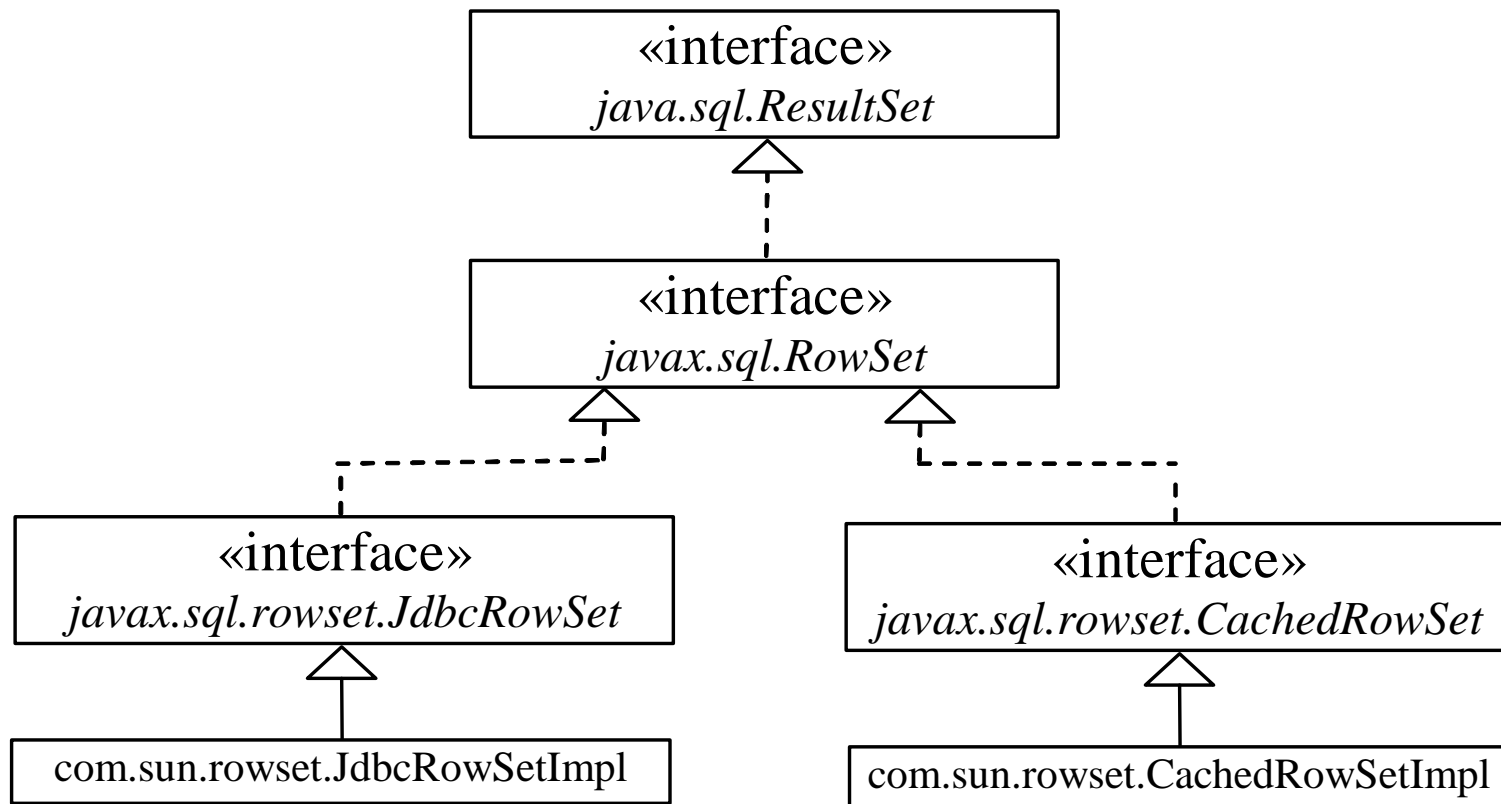 «interface»
java.sql.ResultSet
«interface»
javax.sql.RowSet
«interface»
javax.sql.rowset.JdbcRowSet
«interface»
javax.sql.rowset.CachedRowSet
com.sun.rowset.JdbcRowSetImpl
com.sun.rowset.CachedRowSetImpl